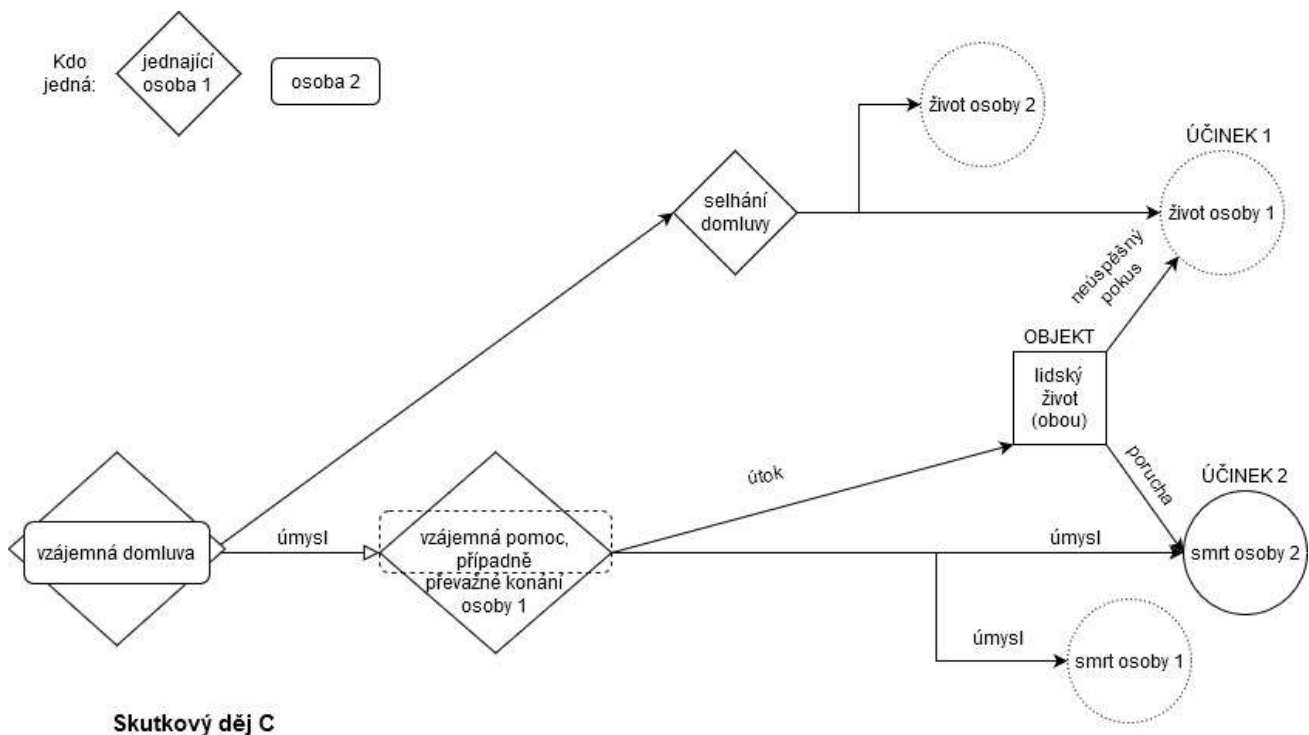 Kdo
jedná:
jednající
osoba 1
osoba 2
život osoby 2
ÚČINEK 1
život osoby 1
selhání
domluvy
neúspěšný
pokus
OBJEKT
lidský
život
(obou)
útok
porucha
ÚČINEK 2
vzájemná domluva
úmysl
vzájemná pomoc,
případně
převážné konání
osoby 1
úmysl
smrt osoby 2
úmysl
smrt osoby 1
Skutkový děj C